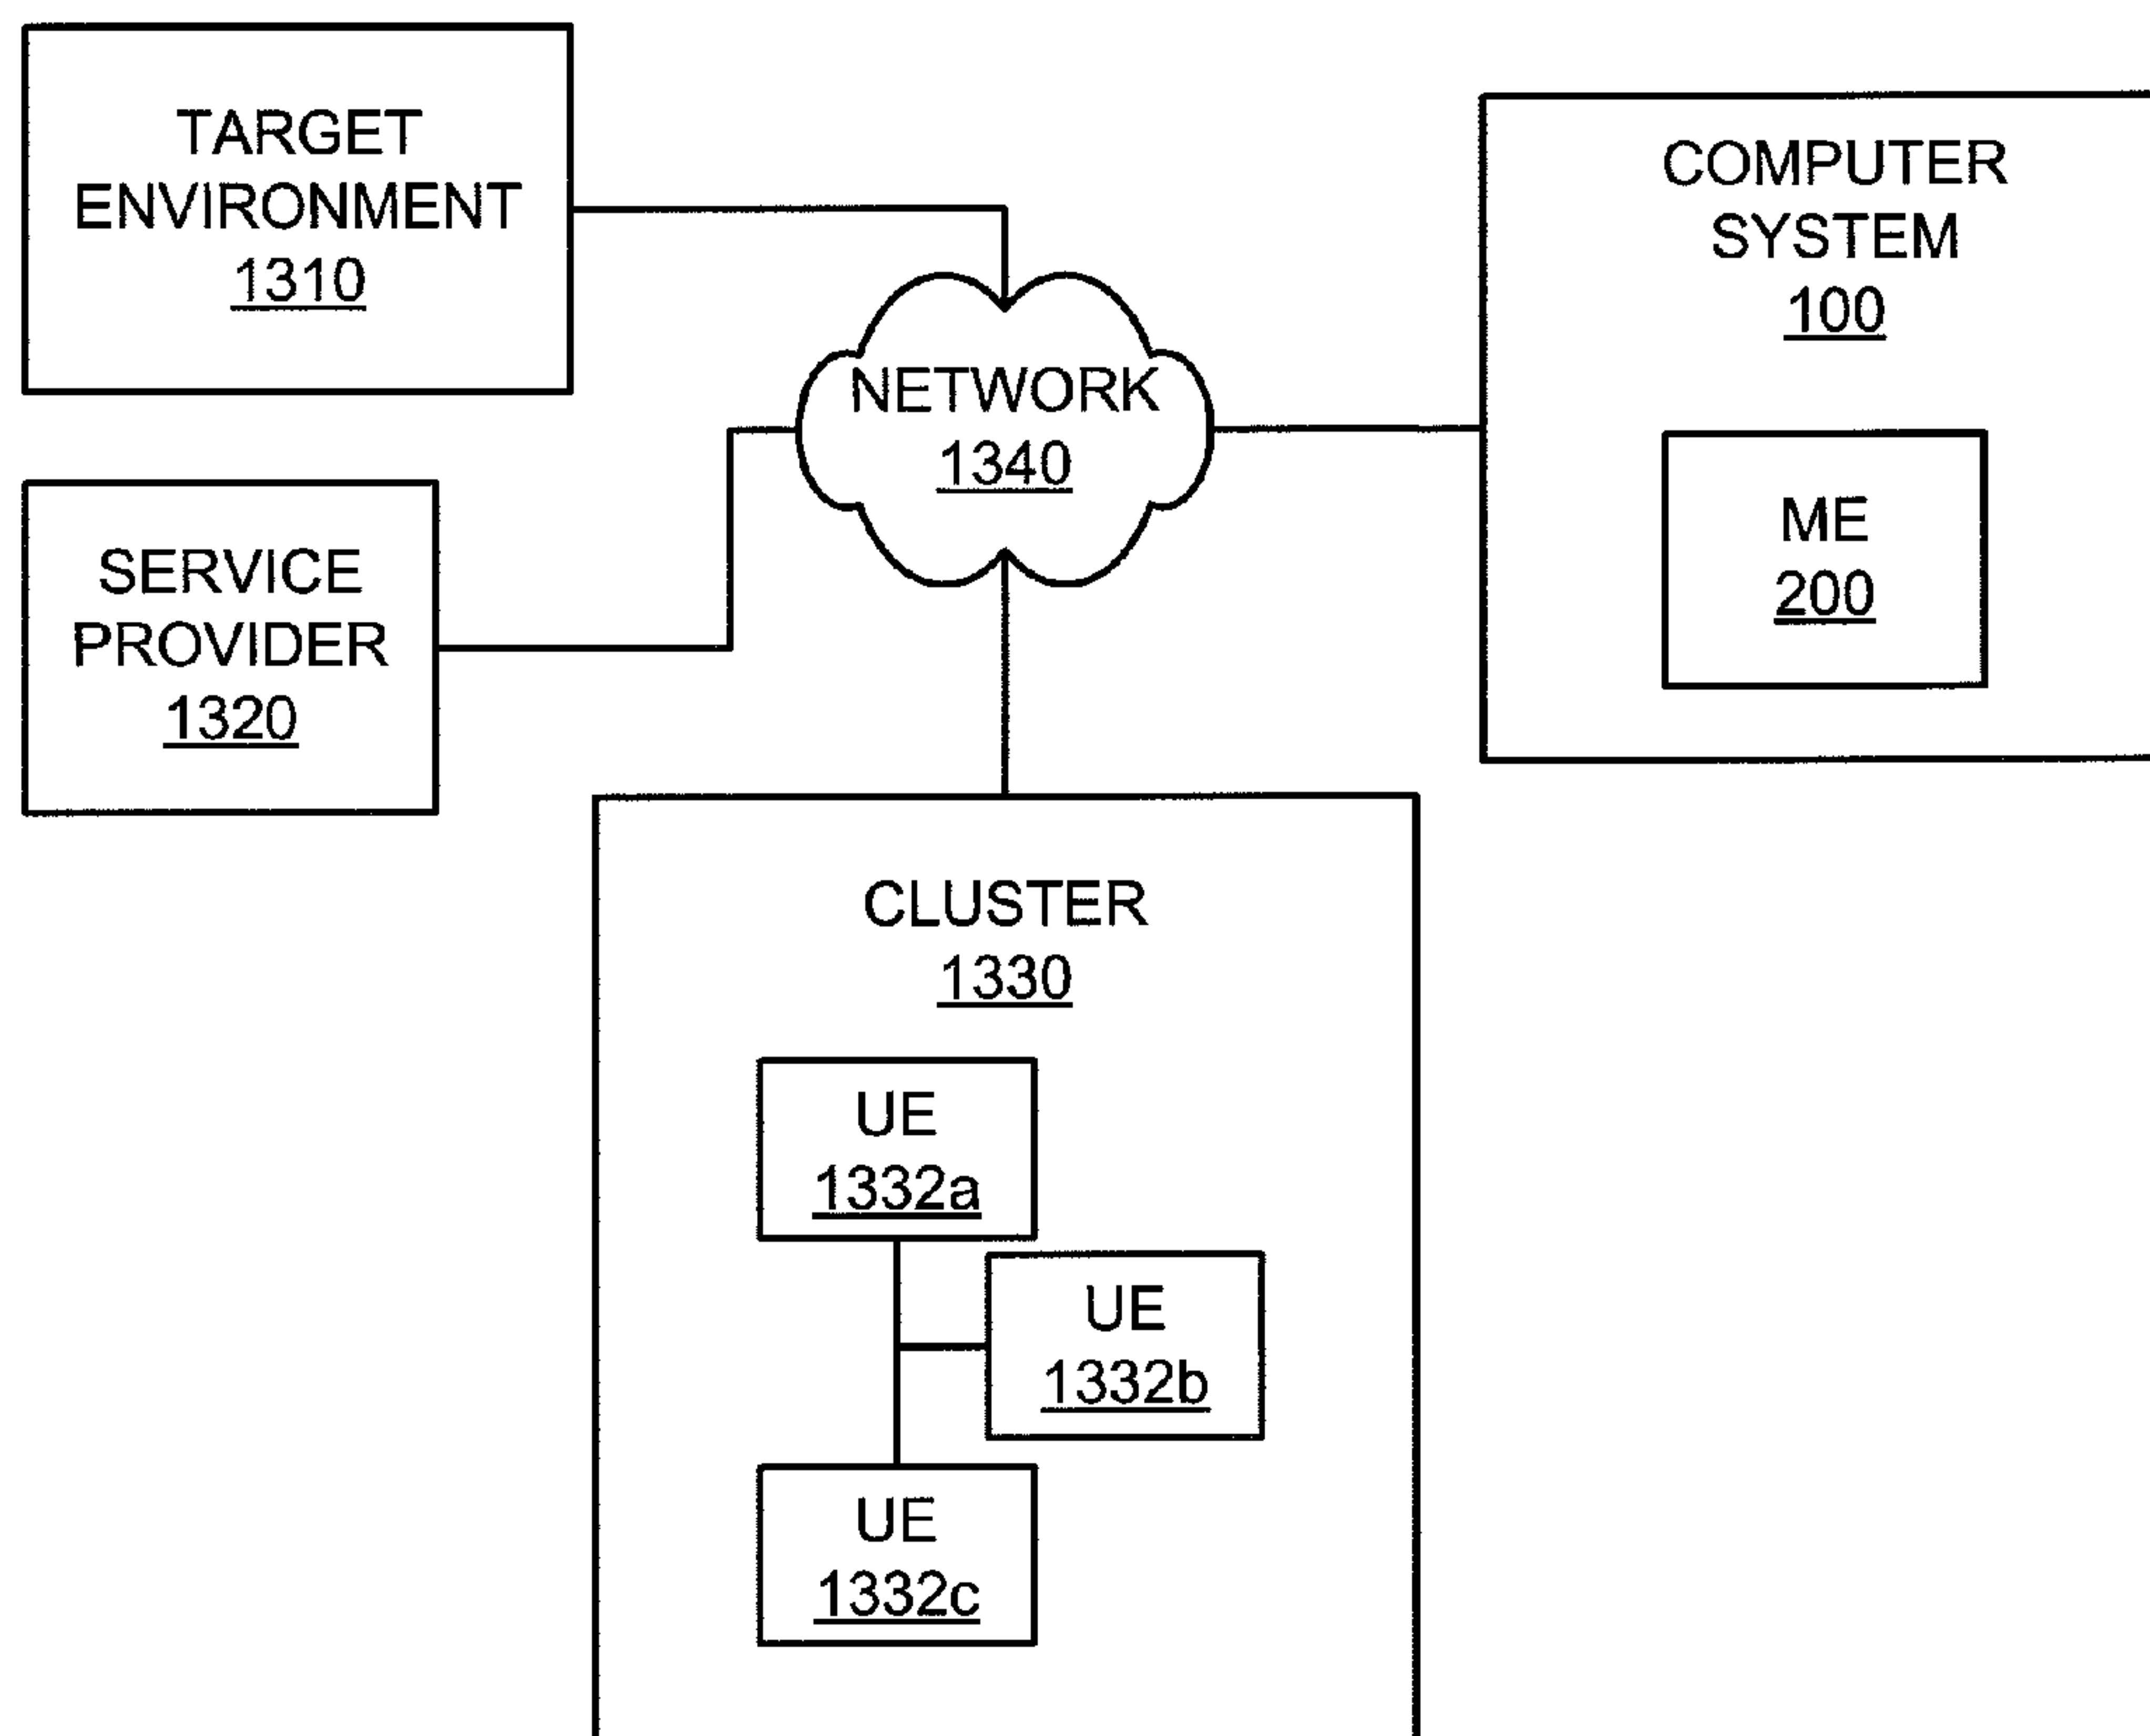 TARGET
ENVIRONMENT
1310
COMPUTER
SYSTEM
100
NETWORK
1340
ME
200
SERVICE
PROVIDER
1320
CLUSTER
1330
UE
1332a
UE
1332b
UE
1332c